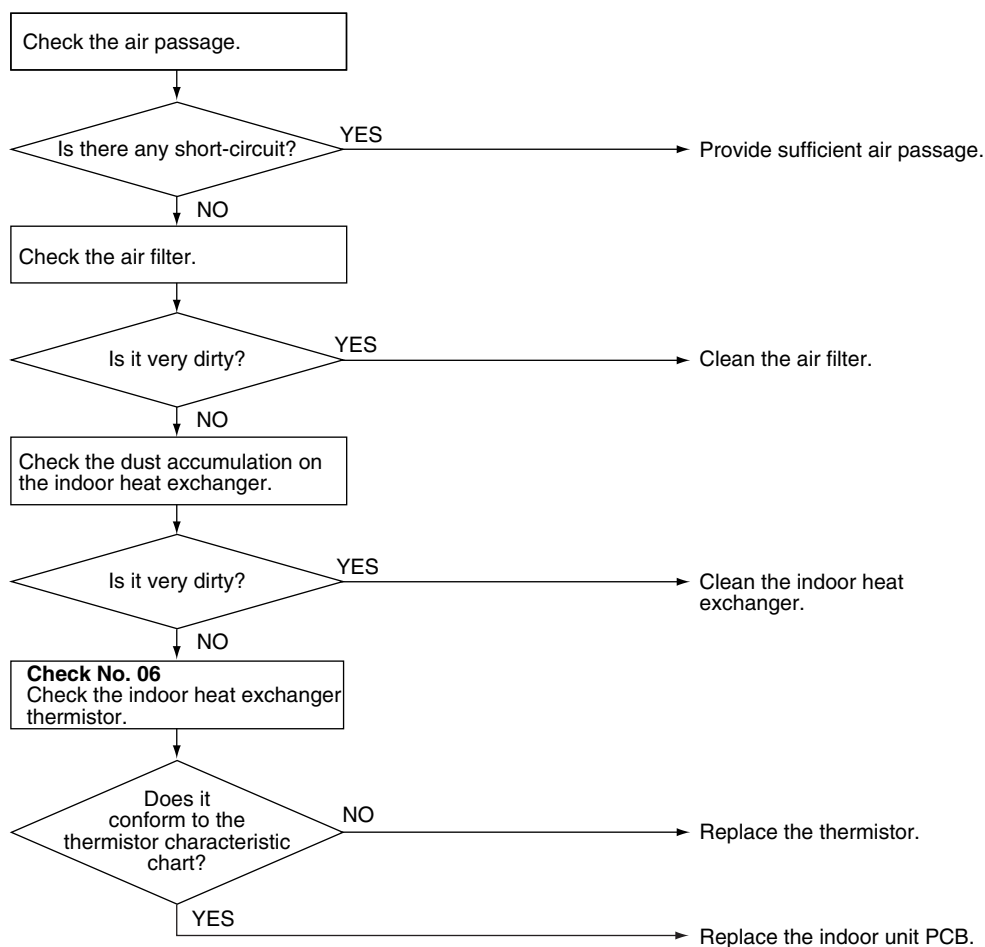 Check the air passage.
Is there any short-circuit?
YES
Provide sufficient air passage.
NO
Check the air filter.
Is it very dirty?
YES
Clean the air filter.
NO
Check the dust accumulation on
the indoor heat exchanger.
Is it very dirty?
YES
Clean the indoor heat
exchanger.
NO
Check No. 06
Check the indoor heat exchanger
thermistor.
Does it
conform to the
thermistor characteristic
chart?
NO
Replace the thermistor.
YES
Replace the indoor unit PCB.